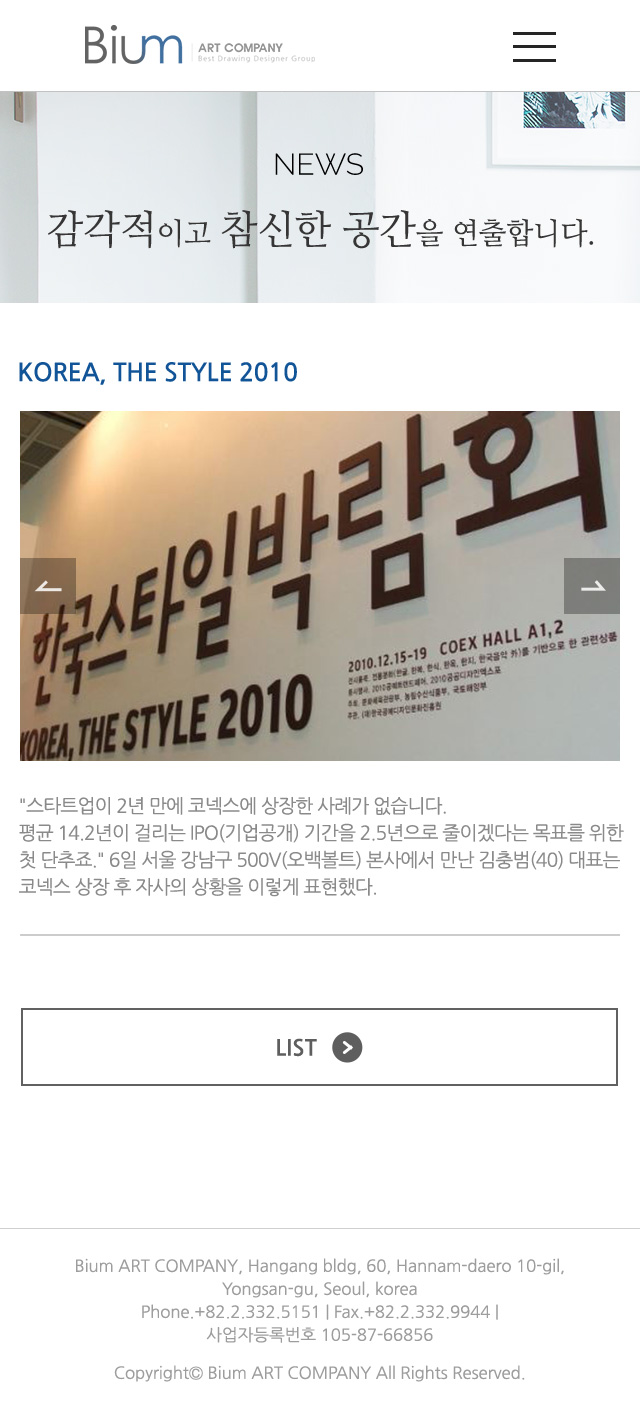 Bium ART COMPANY
Best Drawing Designer Group
NEWS
감각적이고 참신한 공간을 연출합니다.
KOREA, THE STYLE 2010
한국스타일박람회
2010.12.15-19 COEX HALL A1,2
KOREA, THE STYLE 2010
"스타트업이 2년 만에 코넥스에 상장한 사례가 없습니다.
평균 14.2년이 걸리는 IPO(기업공개) 기간을 2.5년으로 줄이겠다는 목표를 위한
첫 단추죠." 6일 서울 강남구 500V(오백볼트) 본사에서 만난 김충범(40) 대표는
코넥스 상장 후 자사의 상황을 이렇게 표현했다.
LIST
Bium ART COMPANY, Hangang bldg, 60, Hannam-daero 10-gil,
Yongsan-gu, Seoul, korea
Phone.+82.2.332.5151 | Fax.+82.2.332.9944 |
사업자등록번호 105-87-66856
Copyright© Bium ART COMPANY All Rights Reserved.